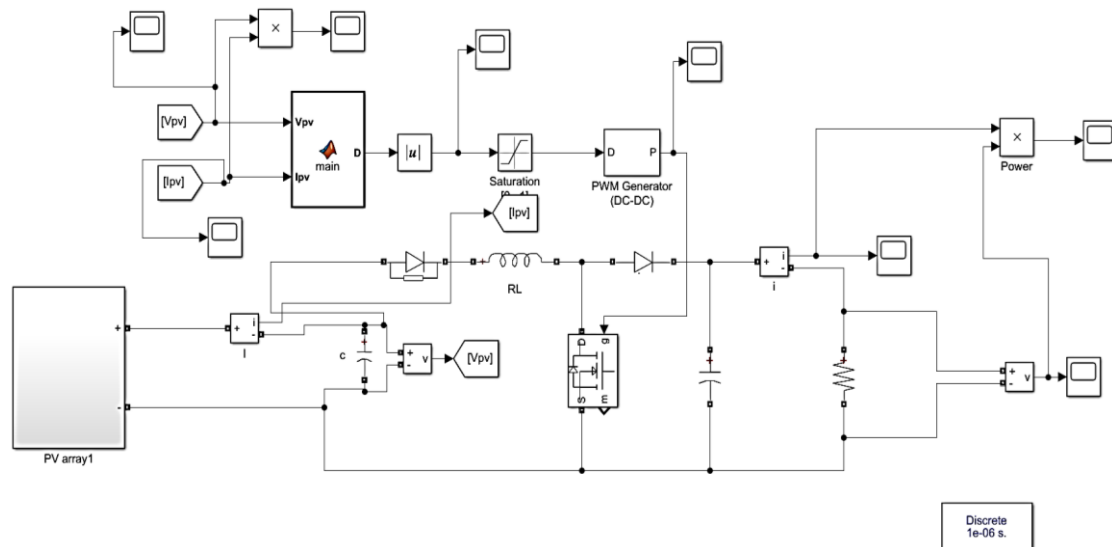 ×
[Vpv]
Vpv
main
D
|u|
[Ipv]
Ipv
Saturation
D
P
PWM Generator
(DC-DC)
×
Power
[Ipv]
+
RL
+
i
-
i
+
-
PV array1
+
i
-
I
+
c
+
-
v
[Vpv]
D
g
S
m
+
+
+
-
v
Discrete
1e-06 s.